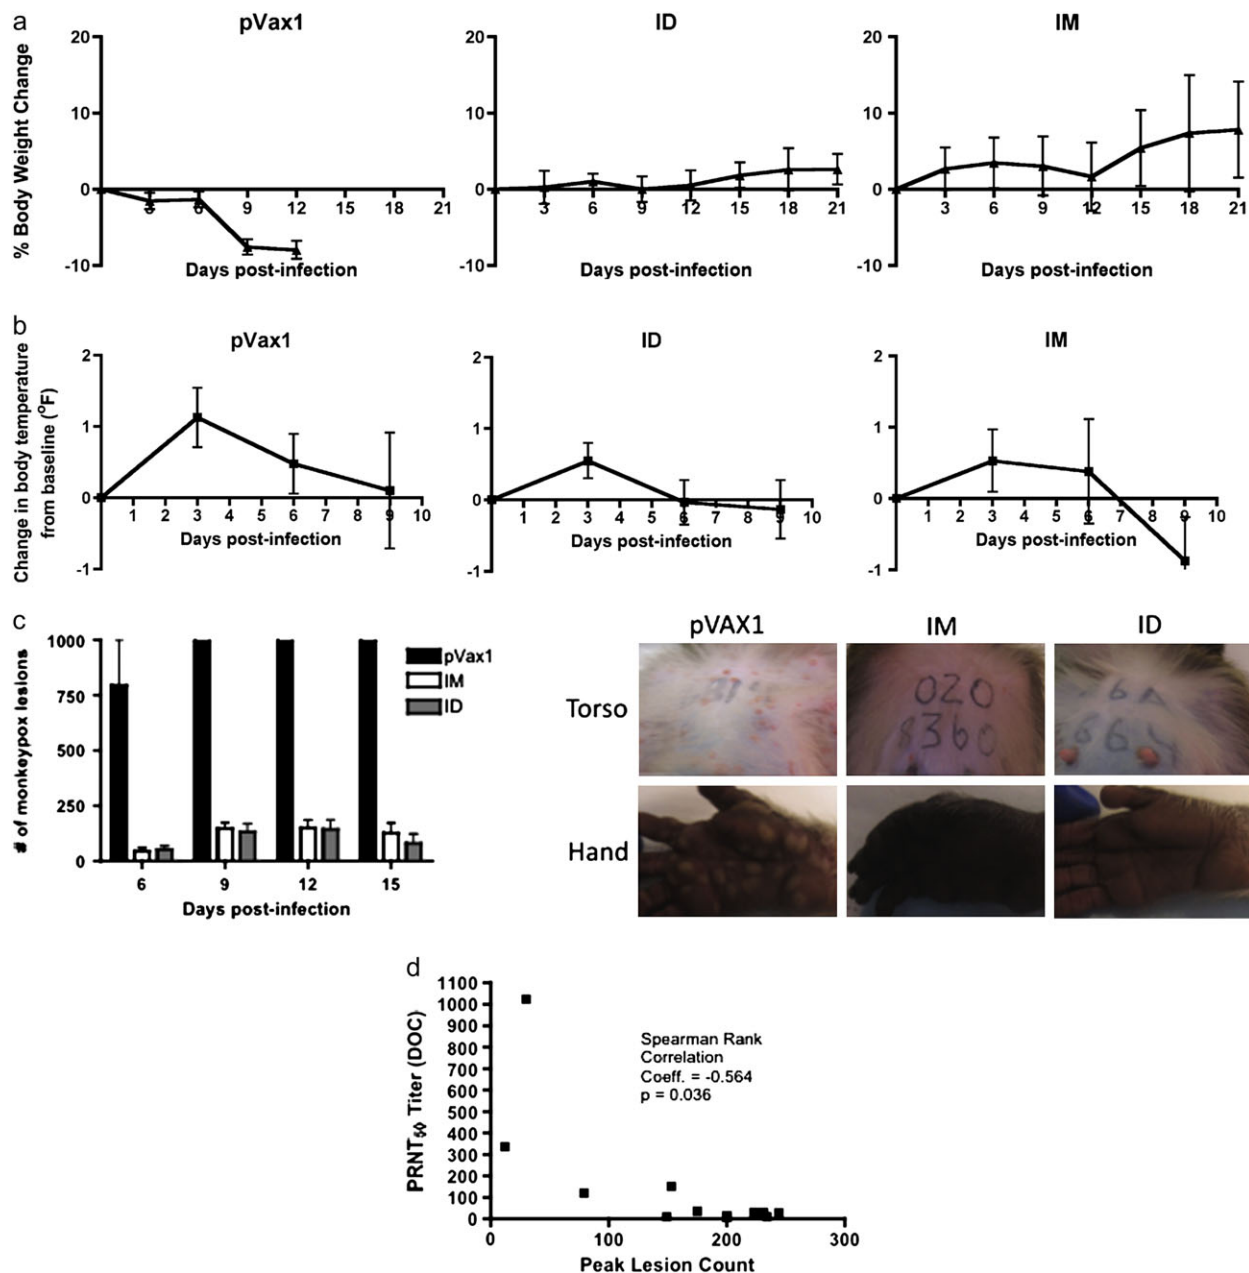 a
pVax1
ID
IM
% Body Weight Change
20
10
0
-10
3 6 9 12 15 18 21
Days post-infection
20
10
0
-10
3 6 9 12 15 18 21
Days post-infection
20
10
0
-10
3 6 9 12 15 18 21
Days post-infection
b
pVax1
ID
IM
Change in body temperature
from baseline (°F)
2
1
0
-1
1 2 3 4 5 6 7 8 9 10
Days post-infection
2
1
0
-1
1 2 3 4 5 6 7 8 9 10
Days post-infection
2
1
0
-1
1 2 3 4 5 6 7 8 9 10
Days post-infection
c
# of monkeypox lesions
1000
750
500
250
0
6 9 12 15
Days post-infection
pVax1
IM
ID
pVAX1 IM ID
Torso
020
8360
Hand
d
PRNT50 Titer (DOC)
1100
1000
900
800
700
600
500
400
300
200
100
0
0 100 200 300
Peak Lesion Count
Spearman Rank
Correlation
Coeff. = -0.564
p = 0.036